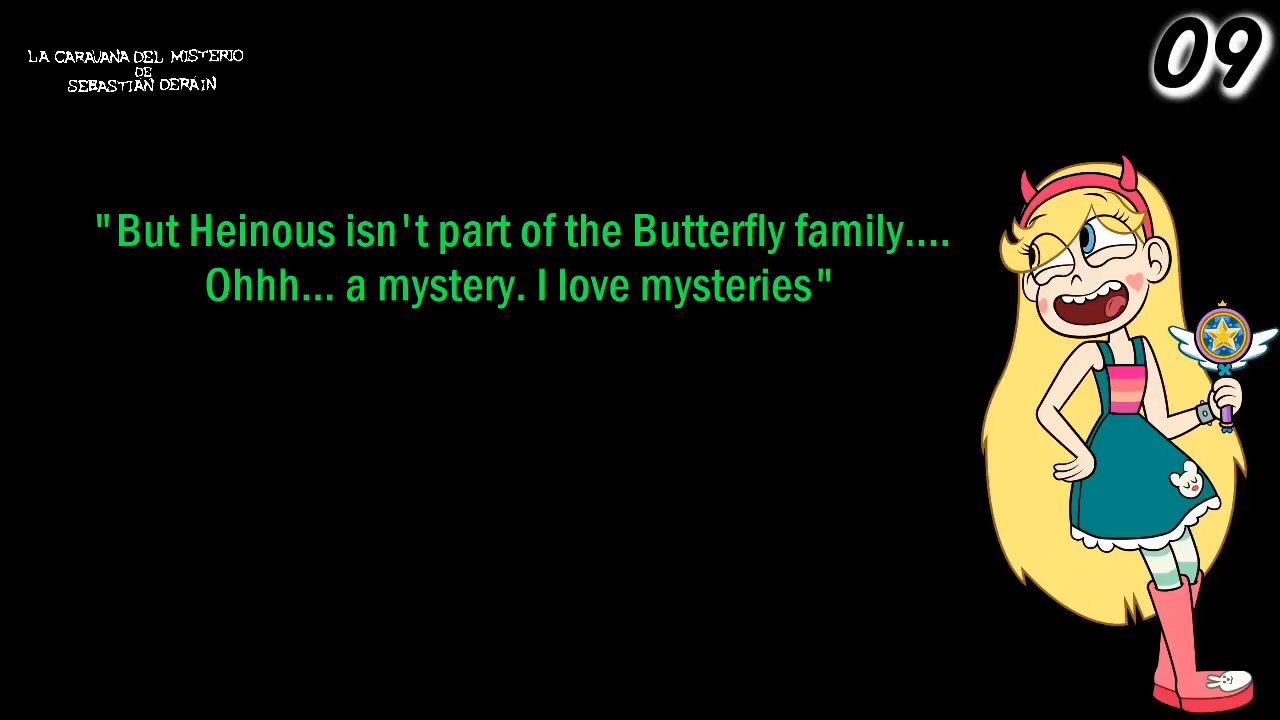 LA CARAVANA DEL MISTERIO
DE
SEBASTIAN DERAIN
09
"But Heinous isn't part of the Butterfly family....
Ohhh... a mystery. I love mysteries"